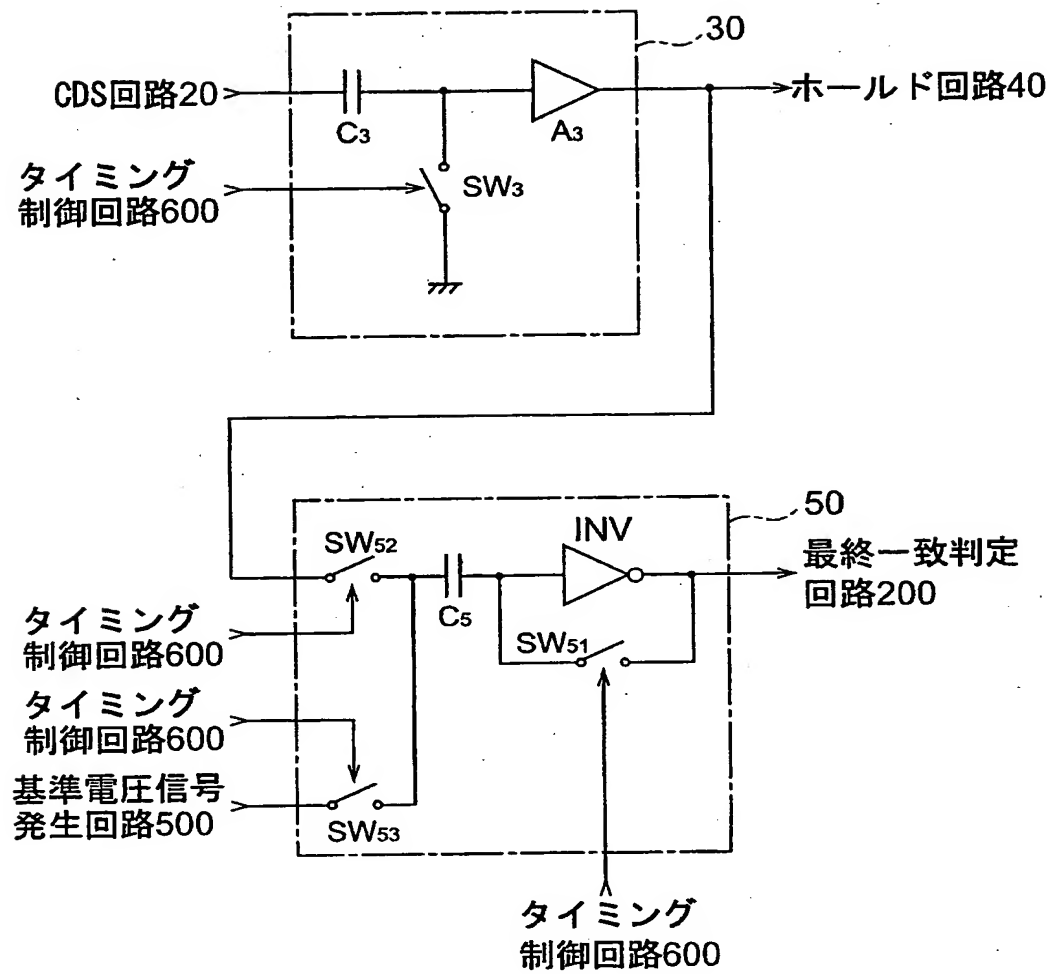 30
CDS回路20
C3
A3
ホールド回路40
タイミング
制御回路600
SW3
50
INV
SW52
C5
最終一致判定
回路200
タイミング
制御回路600
SW51
タイミング
制御回路600
基準電圧信号
発生回路500
SW53
タイミング
制御回路600